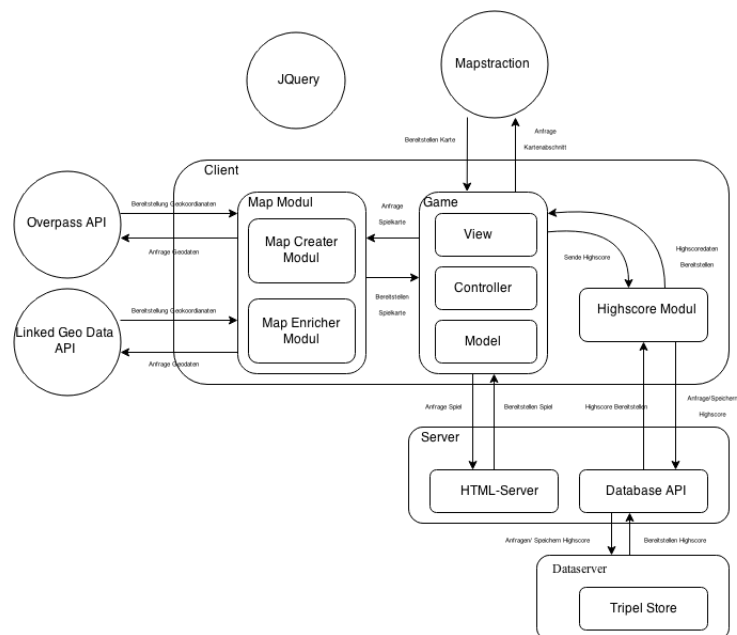 JQuery
Mapstraction
Bereitstellen Karte
Anfrage
Kartenabschnitt
Client
Overpass API
Bereitstellung Geokoordianaten
Anfrage Geodaten
Map Modul
Map Creater
Modul
Map Enricher
Modul
Anfrage
Spielkarte
Bereitstellen
Spielkarte
Game
View
Controller
Model
Sende Highscore
Highscoredaten
Bereitstellen
Highscore Modul
Linked Geo Data
API
Bereitstellung Geokoordianaten
Anfrage Geodaten
Anfrage Spiel
Bereitstellen Spiel
Highscore Bereitstellen
Anfrage/Speichern
Highscore
Server
HTML-Server
Database API
Anfragen/ Speichern Highscore
Bereitstellen Highscore
Dataserver
Tripel Store